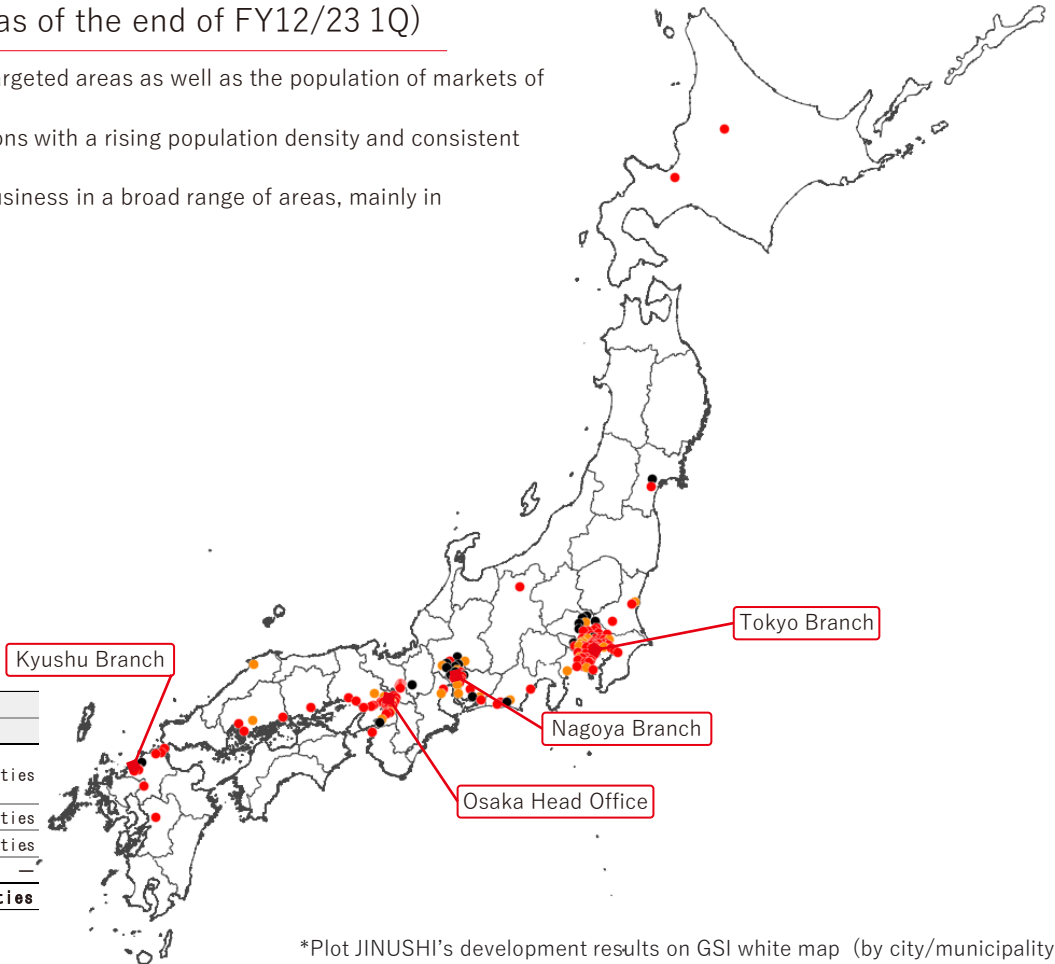 as of the end of FY12/23 1Q)
argeted areas as well as the population of markets of
ons with a rising population density and consistent
usiness in a broad range of areas, mainly in
Tokyo Branch
Kyushu Branch
Nagoya Branch
Osaka Head Office
ties
ties
ties
—
ties
*Plot JINUSHI's development results on GSI white map (by city/municipality